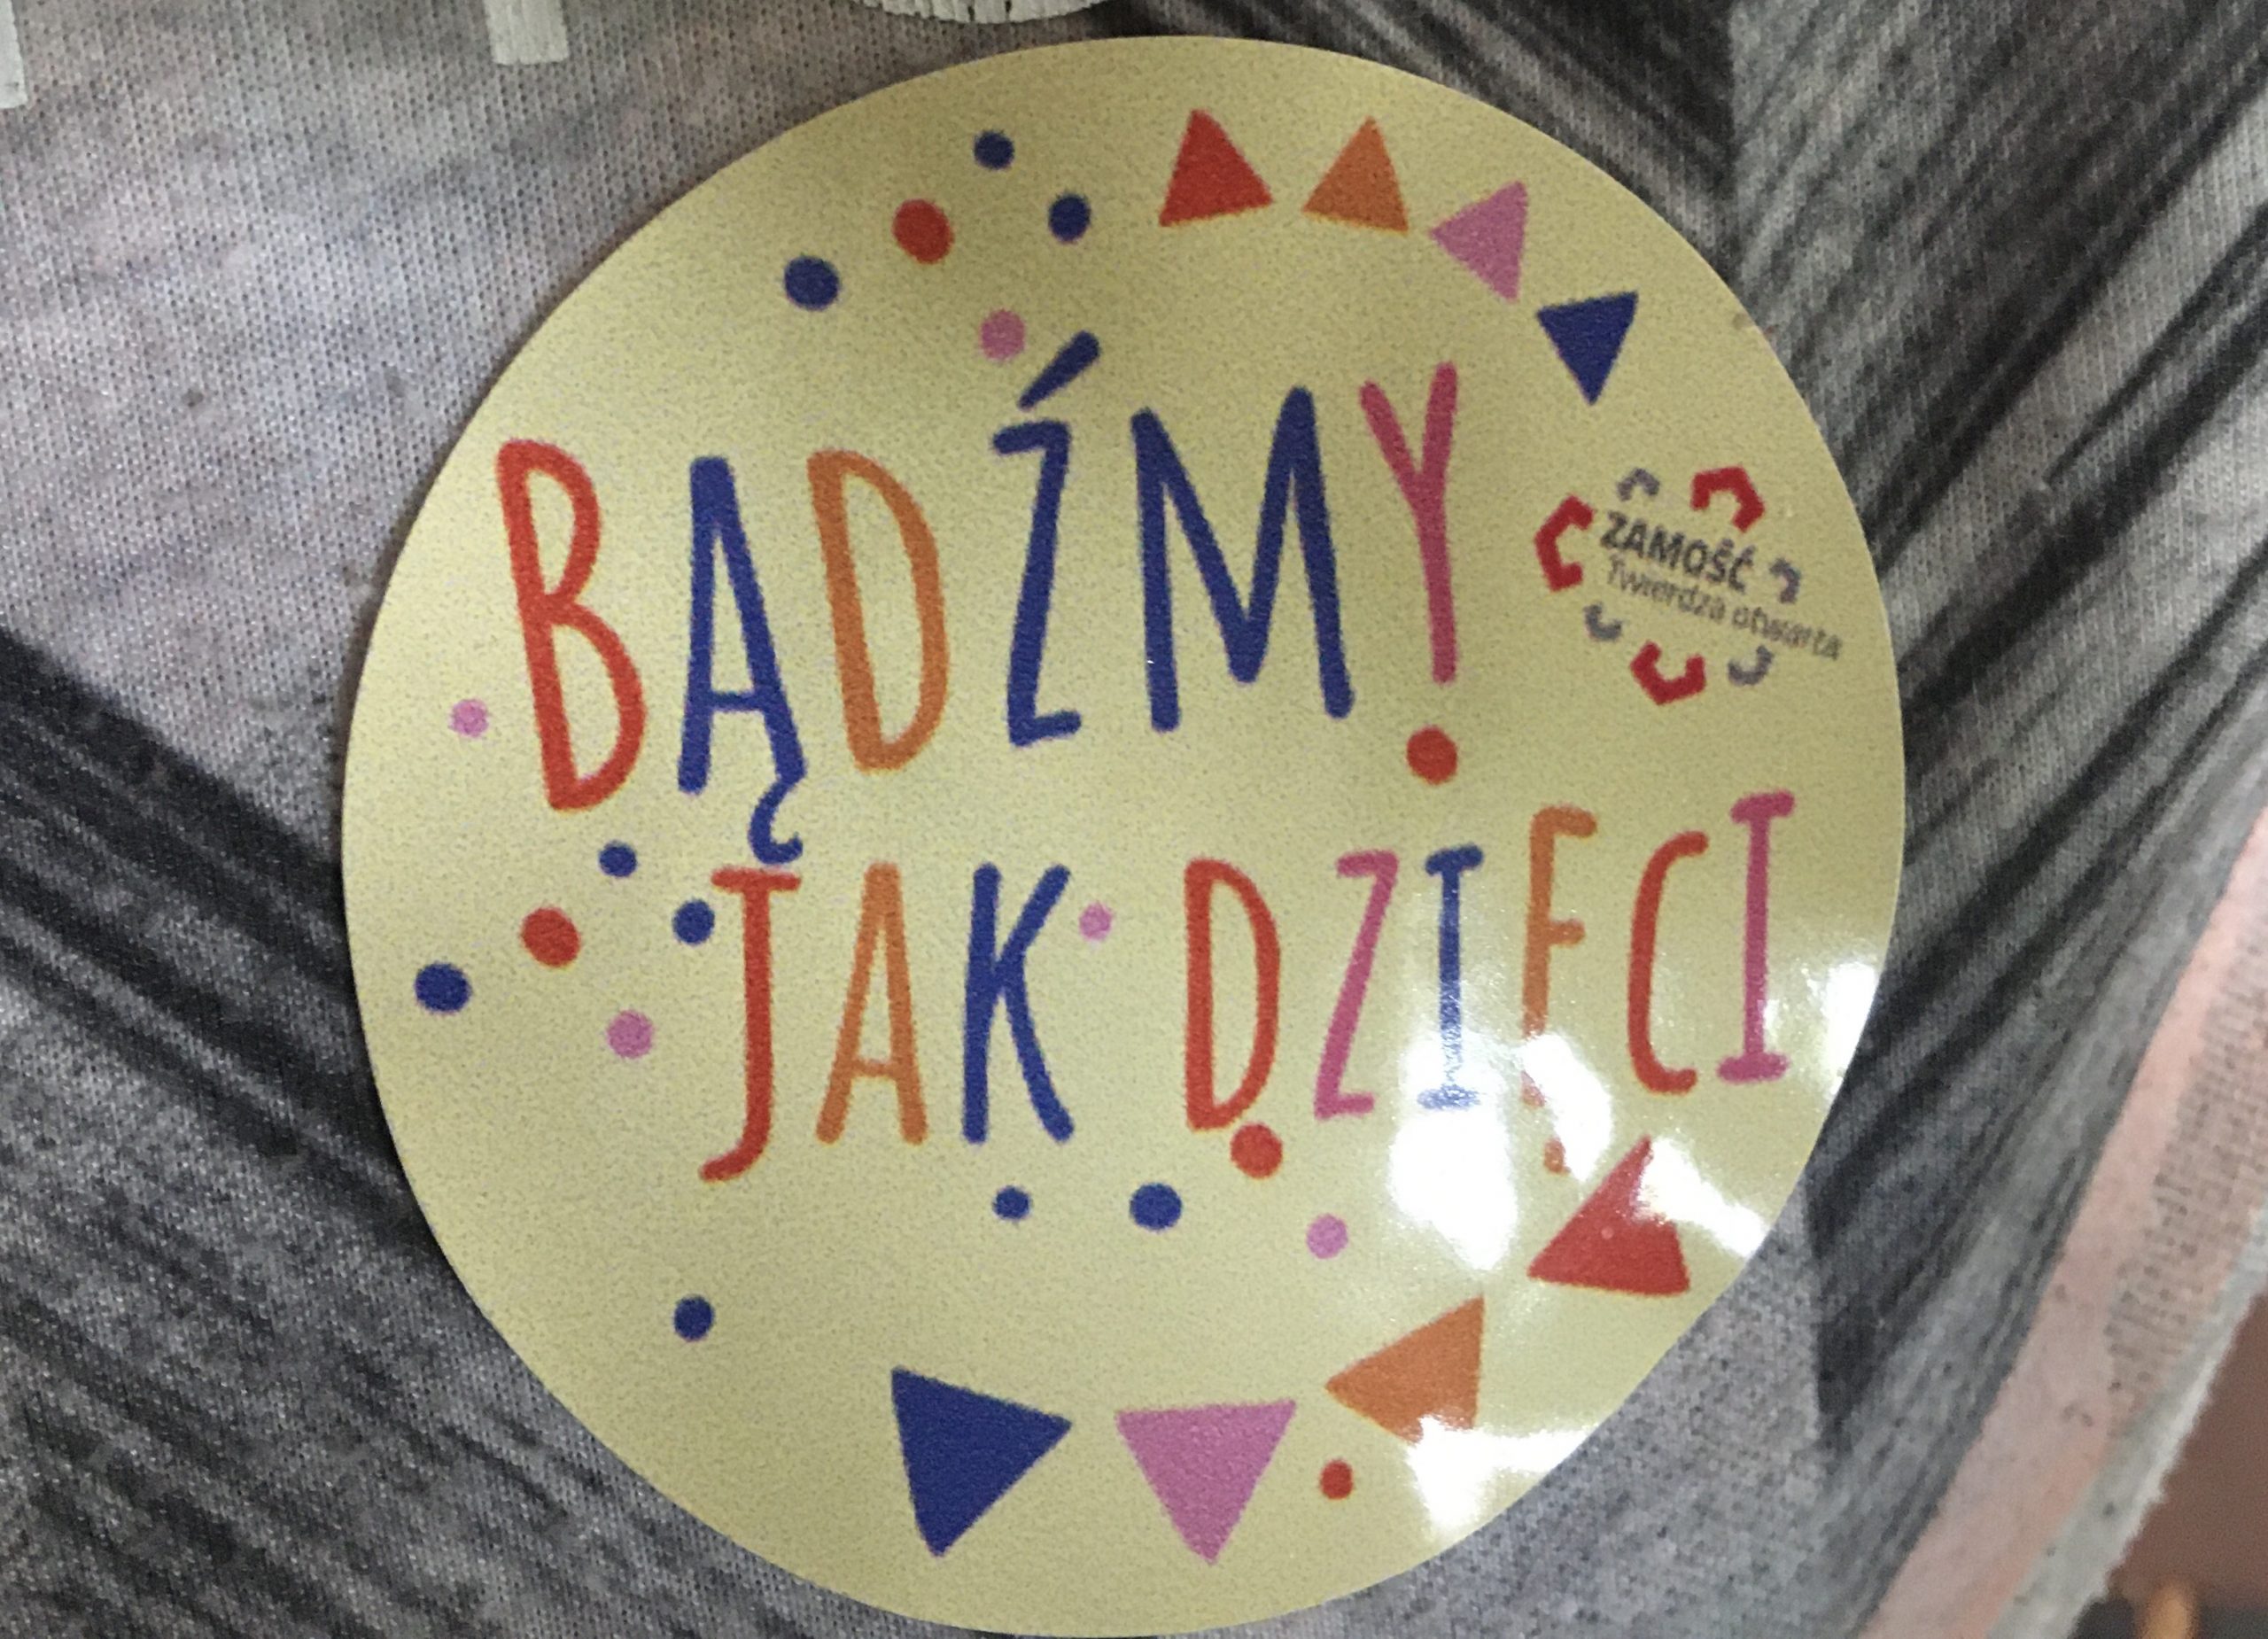 BĄDŹMY
ZAMOŚĆ
Twierdza otwarta
JAK DZIECI